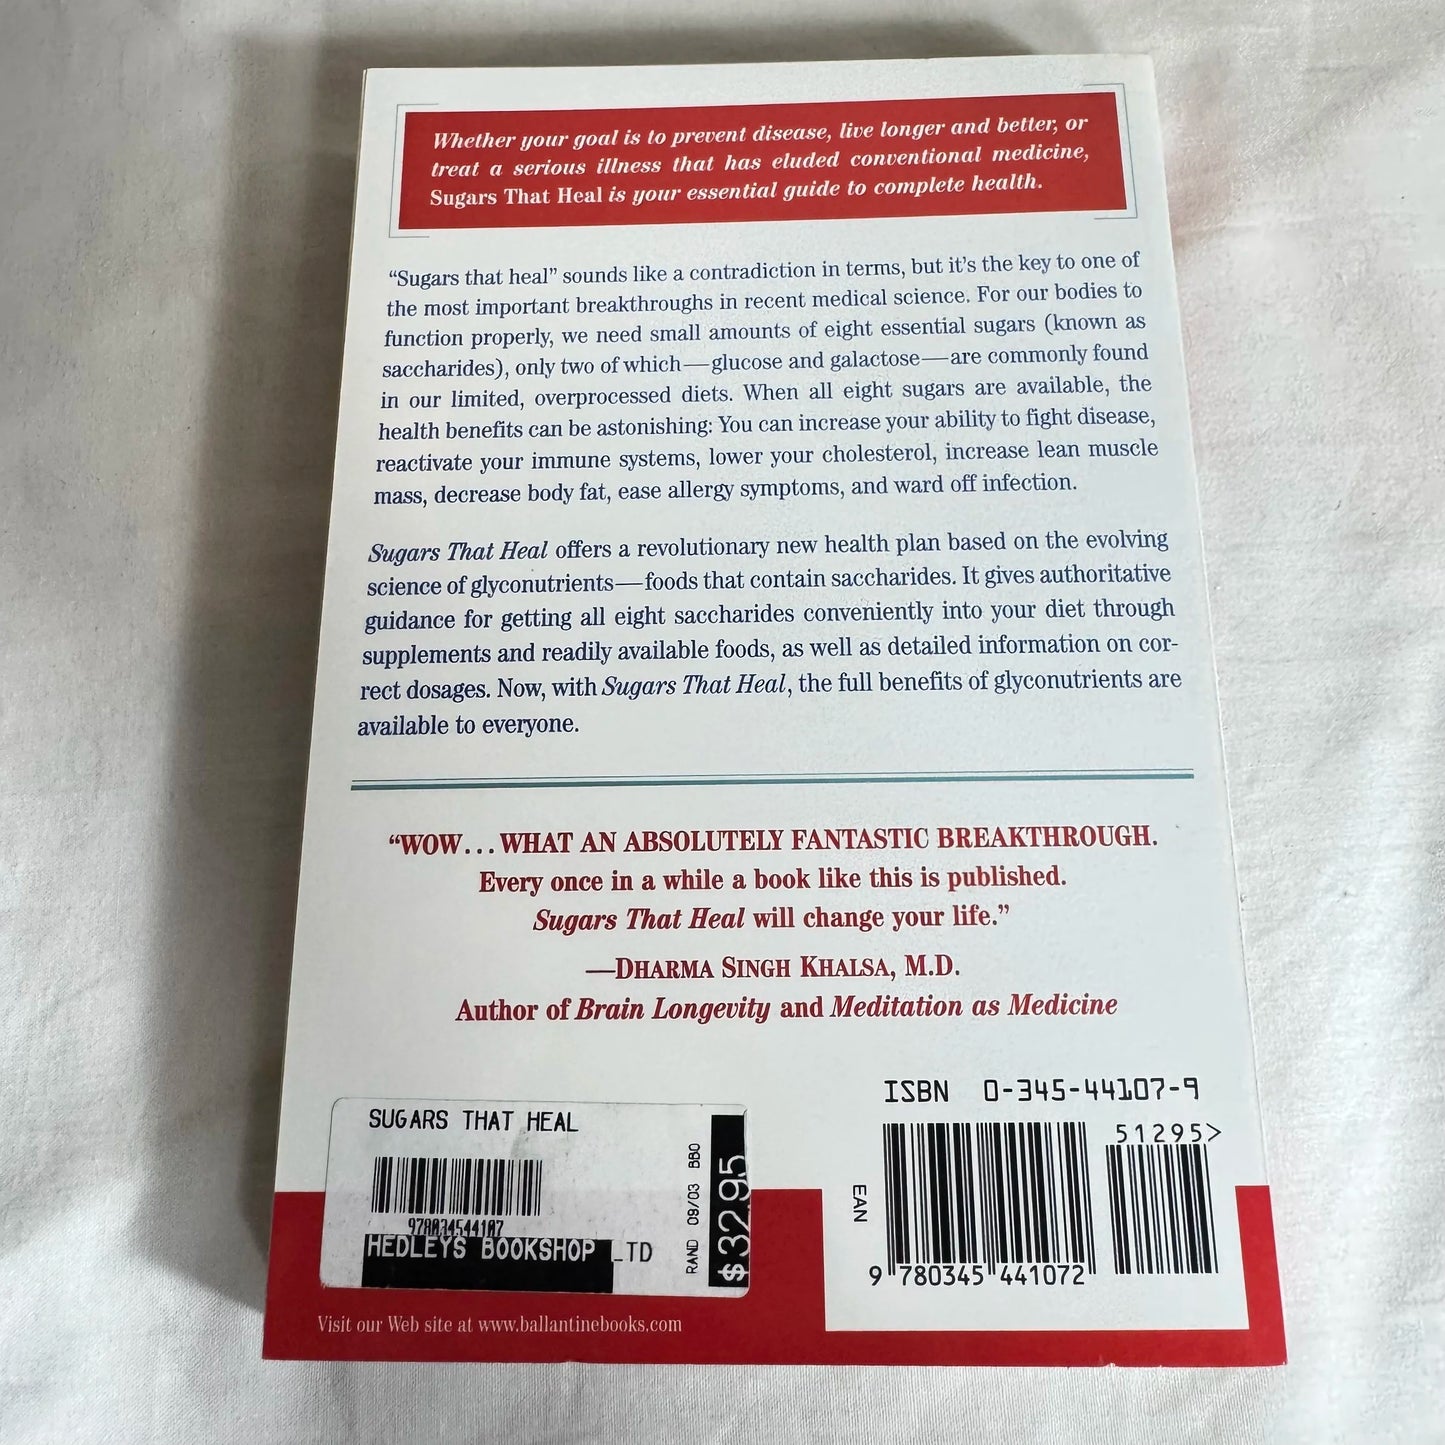 Whether your goal is to prevent disease, live longer and better, or
treat a serious illness that has eluded conventional medicine,
Sugars That Heal is your essential guide to complete health.
“Sugars that heal” sounds like a contradiction in terms, but it’s the key to one of
the most important breakthroughs in recent medical science. For our bodies to
function properly, we need small amounts of eight essential sugars (known as
saccharides), only two of which—glucose and galactose—are commonly found
in our limited, overprocessed diets. When all eight sugars are available, the
health benefits can be astonishing: You can increase your ability to fight disease,
reactivate your immune systems, lower your cholesterol, increase lean muscle
mass, decrease body fat, ease allergy symptoms, and ward off infection.
Sugars That Heal offers a revolutionary new health plan based on the evolving
science of glyconutrients—foods that contain saccharides. It gives authoritative
guidance for getting all eight saccharides conveniently into your diet through
supplements and readily available foods, as well as detailed information on cor-
rect dosages. Now, with Sugars That Heal, the full benefits of glyconutrients are
available to everyone.
“WOW...WHAT AN ABSOLUTELY FANTASTIC BREAKTHROUGH.
Every once in a while a book like this is published.
Sugars That Heal will change your life.”
—DHARMA SINGH KHALSA, M.D.
Author of Brain Longevity and Meditation as Medicine
SUGARS THAT HEAL
978034544107
HEDLEYS BOOKSHOP LTD
RAND 09/03 BBO
$32.95
ISBN 0-345-44107-9
51295>
EAN
9 780345 441072
Visit our Web site at www.ballantinebooks.com